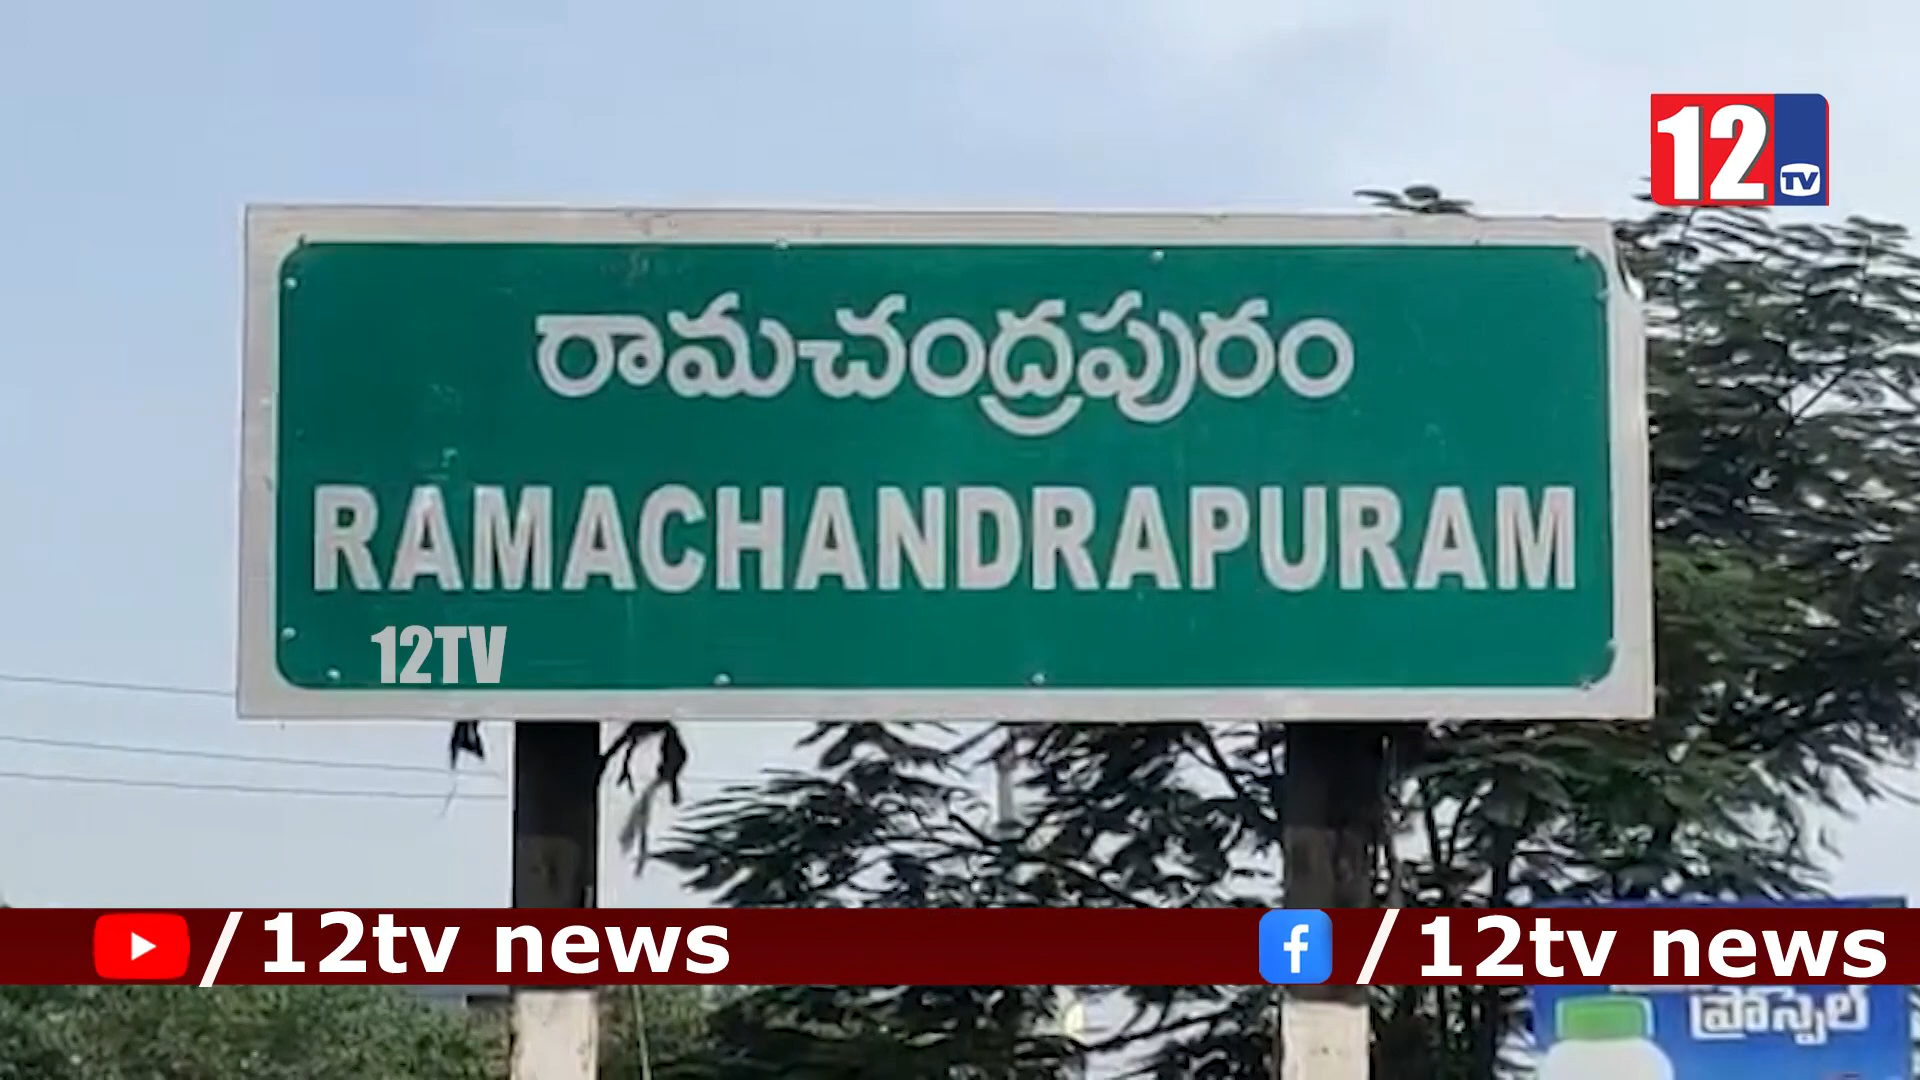 12
TV
రామచంద్రపురం
RAMACHANDRAPURAM
12TV
/12tv news
/12tv news
ప్రోస్పెల్